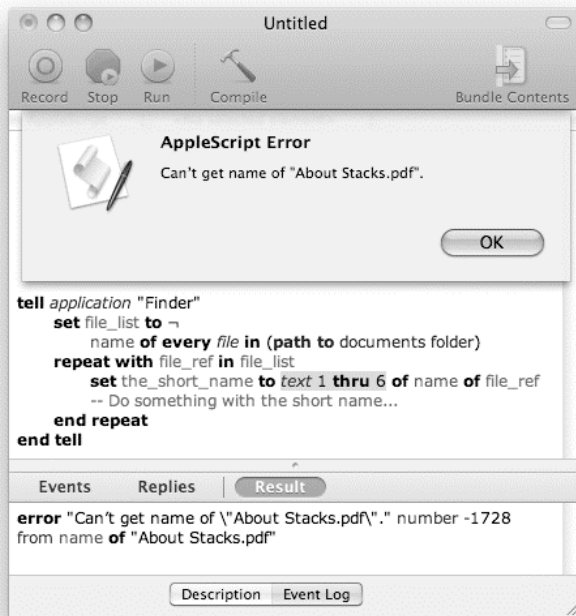 Untitled
Record Stop Run Compile Bundle Contents
AppleScript Error
Can't get name of "About Stacks.pdf".
OK
tell application "Finder"
set file_list to ¬
name of every file in (path to documents folder)
repeat with file_ref in file_list
set the_short_name to text 1 thru 6 of name of file_ref
-- Do something with the short name...
end repeat
end tell
Events Replies Result
error "Can't get name of \"About Stacks.pdf\"." number -1728
from name of "About Stacks.pdf"
Description Event Log